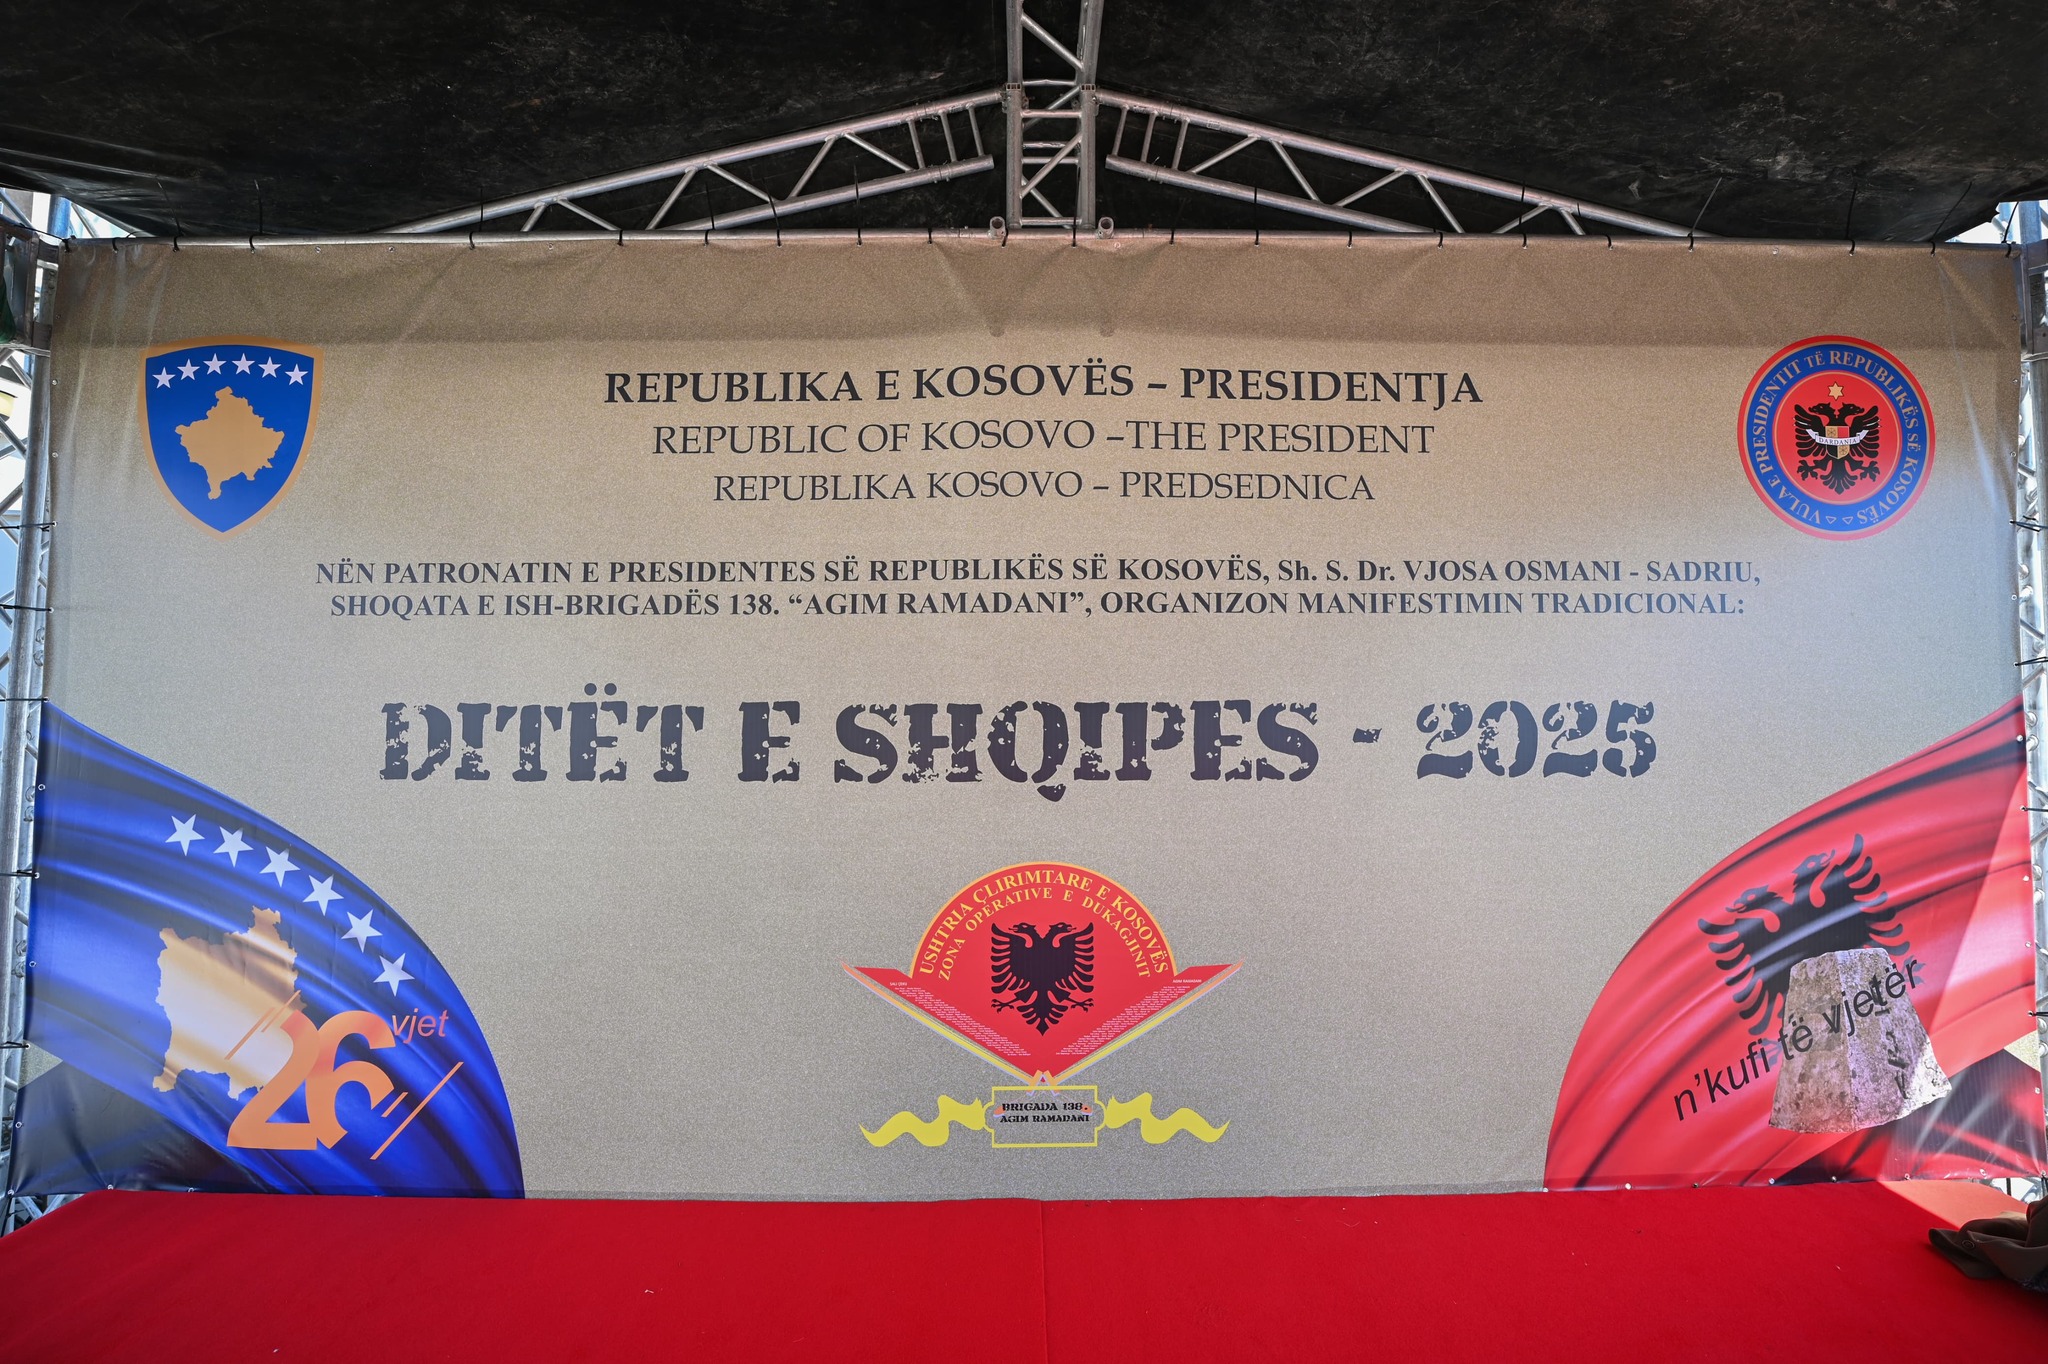 REPUBLIKA E KOSOVËS – PRESIDENTJA
REPUBLIC OF KOSOVO –THE PRESIDENT
REPUBLIKA KOSOVO – PREDSEDNICA
VULA E PRESIDENTIT TË REPUBLIKËS SË KOSOVËS
DARDANIA
NËN PATRONATIN E PRESIDENTES SË REPUBLIKËS SË KOSOVËS, Sh. S. Dr. VJOSA OSMANI - SADRIU,
SHOQATA E ISH-BRIGADËS 138. “AGIM RAMADANI”, ORGANIZON MANIFESTIMIN TRADICIONAL:
DITËT E SHQIPES - 2025
26 vjet
USHTRIA ÇLIRIMTARE E KOSOVËS
ZONA OPERATIVE E DUKAGJINIT
AGIM RAMADANI
BRIGADA 138.
AGIM RAMADANI
n’kufi të vjetër